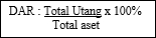 DAR : Total Utang x 100%
Total aset